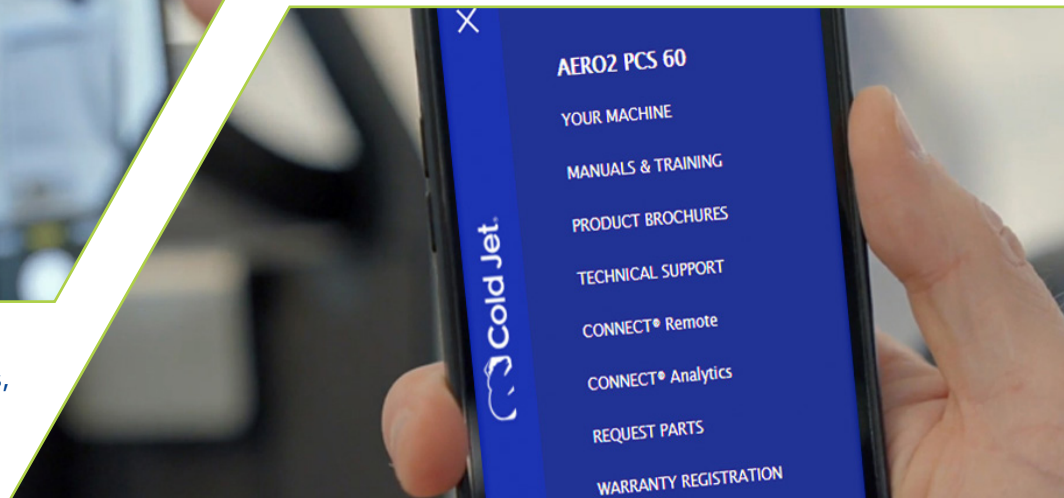 AERO2 PCS 60
YOUR MACHINE
MANUALS & TRAINING
PRODUCT BROCHURES
TECHNICAL SUPPORT
CONNECT® Remote
CONNECT® Analytics
REQUEST PARTS
WARRANTY REGISTRATION
Cold Jet.